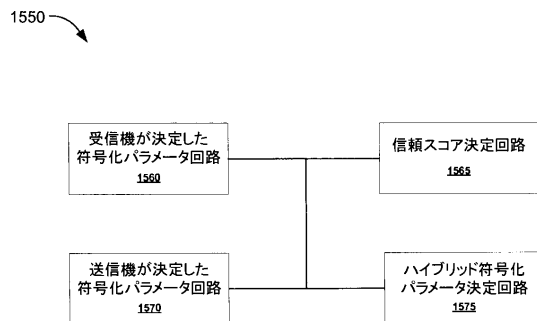 1550
受信機が決定した
符号化パラメータ回路
1560
信頼スコア決定回路
1565
送信機が決定した
符号化パラメータ回路
1570
ハイブリッド符号化
パラメータ決定回路
1575